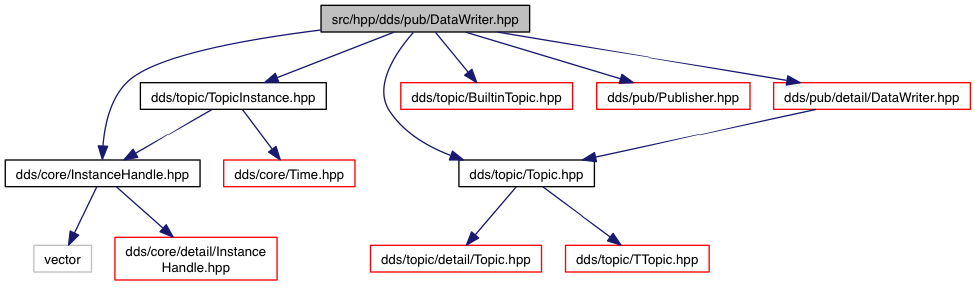 src/hpp/dds/pub/DataWriter.hpp
dds/topic/TopicInstance.hpp
dds/topic/BuiltinTopic.hpp
dds/pub/Publisher.hpp
dds/pub/detail/DataWriter.hpp
dds/core/InstanceHandle.hpp
dds/core/Time.hpp
dds/topic/Topic.hpp
vector
dds/core/detail/Instance
Handle.hpp
dds/topic/detail/Topic.hpp
dds/topic/TTopic.hpp